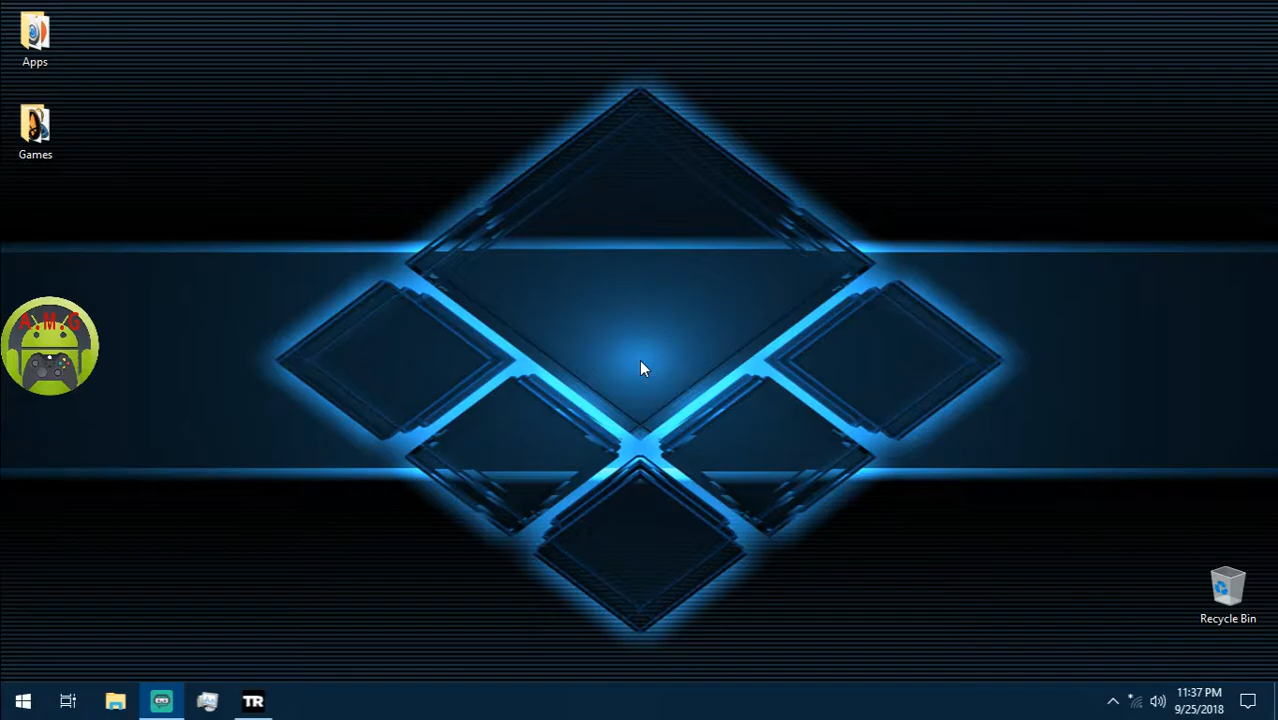 Apps
Games
A.M.G
Recycle Bin
TR
11:37 PM
9/25/2018